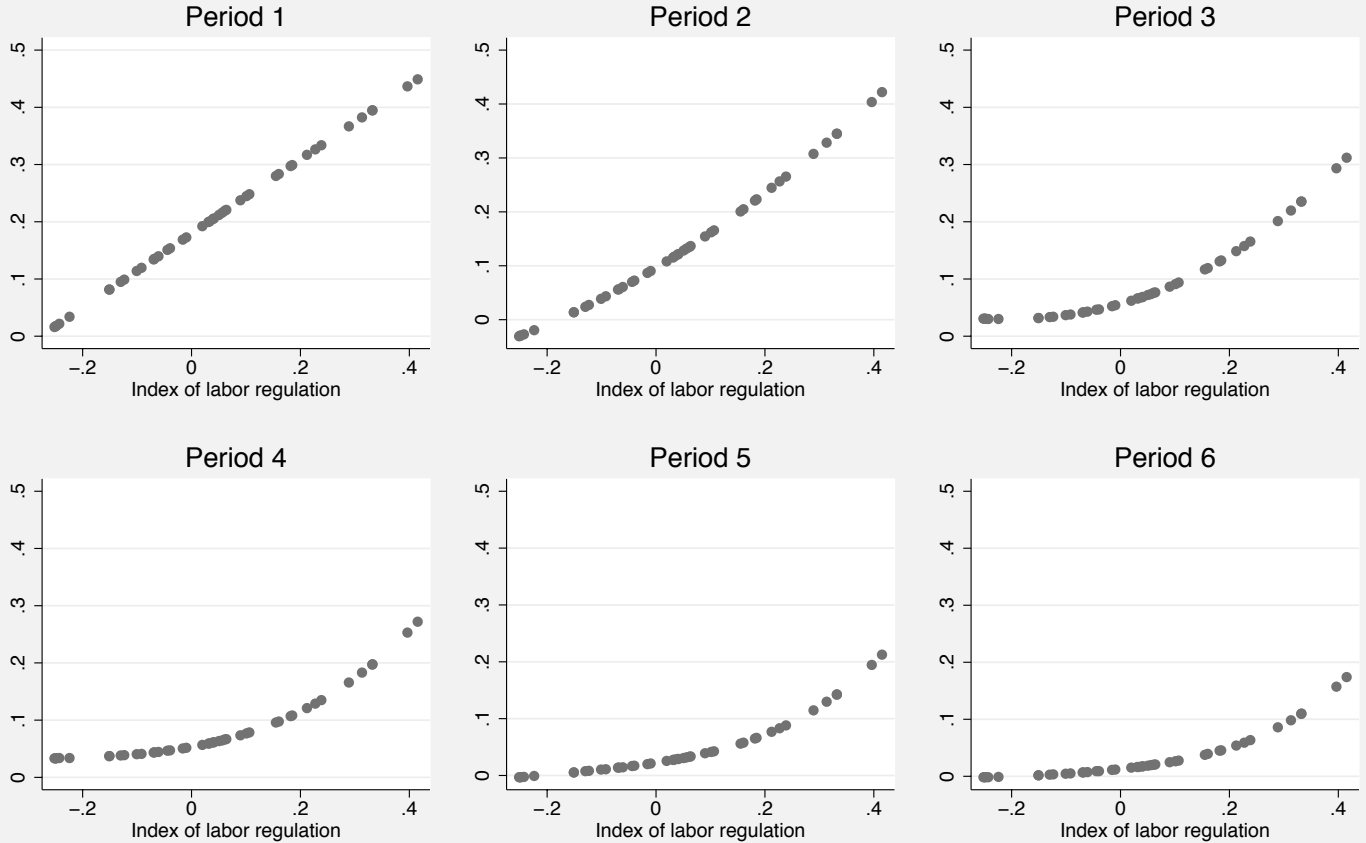 Period 1
.5
.4
.3
.2
.1
0
−.2 0 .2 .4
Index of labor regulation
Period 2
.5
.4
.3
.2
.1
0
−.2 0 .2 .4
Index of labor regulation
Period 3
.5
.4
.3
.2
.1
0
−.2 0 .2 .4
Index of labor regulation
Period 4
.5
.4
.3
.2
.1
0
−.2 0 .2 .4
Index of labor regulation
Period 5
.5
.4
.3
.2
.1
0
−.2 0 .2 .4
Index of labor regulation
Period 6
.5
.4
.3
.2
.1
0
−.2 0 .2 .4
Index of labor regulation